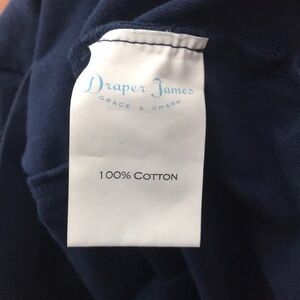 Draper James
GRACE & CHARM
100% COTTON